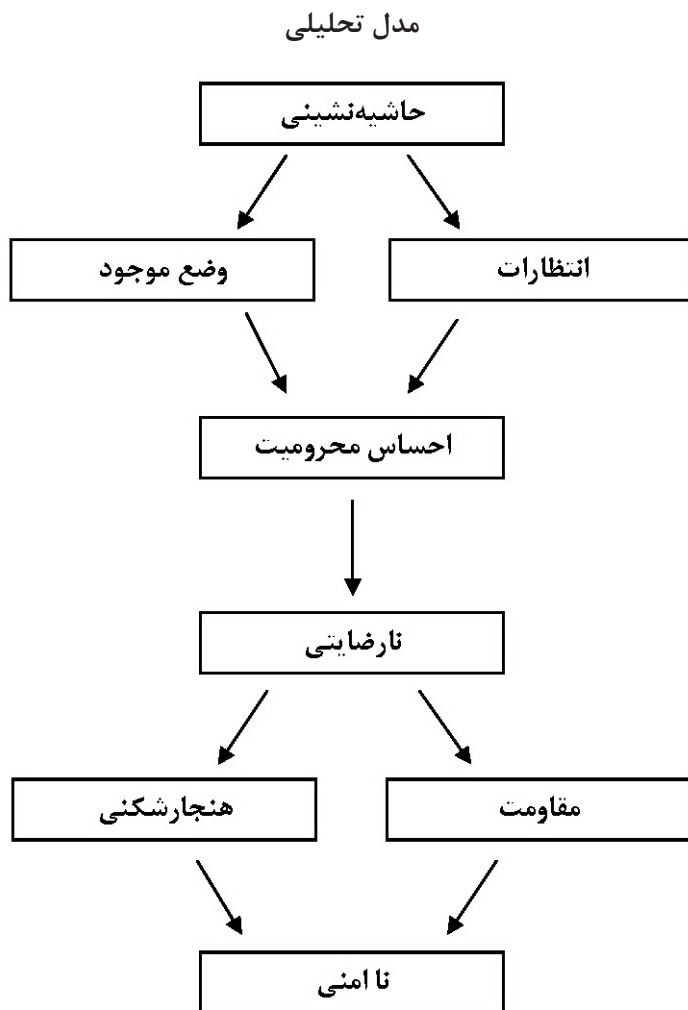 مدل تحلیلی
حاشیه‌نشینی
انتظارات
وضع موجود
احساس محرومیت
نارضایتی
مقاومت
هنجارشکنی
نا امنی